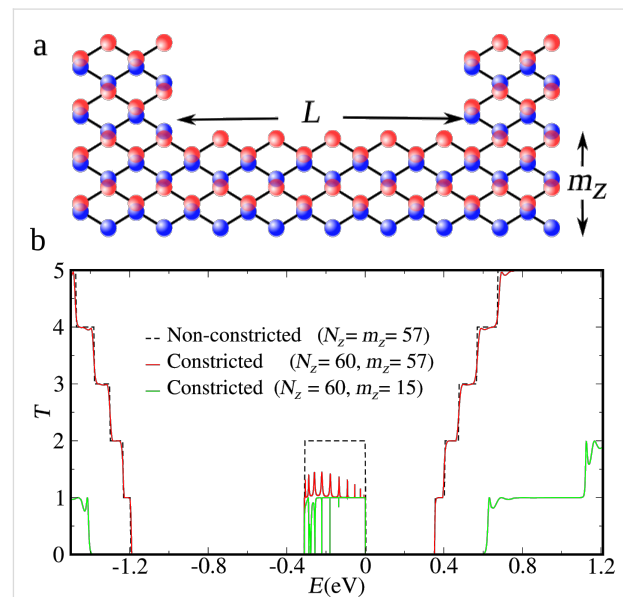 a
L
m_z
b
5
4
3
2
1
0
T
Non-constricted (N_z = m_z = 57)
Constricted (N_z = 60, m_z = 57)
Constricted (N_z = 60, m_z = 15)
-1.2 -0.8 -0.4 0 0.4 0.8 1.2
E(eV)